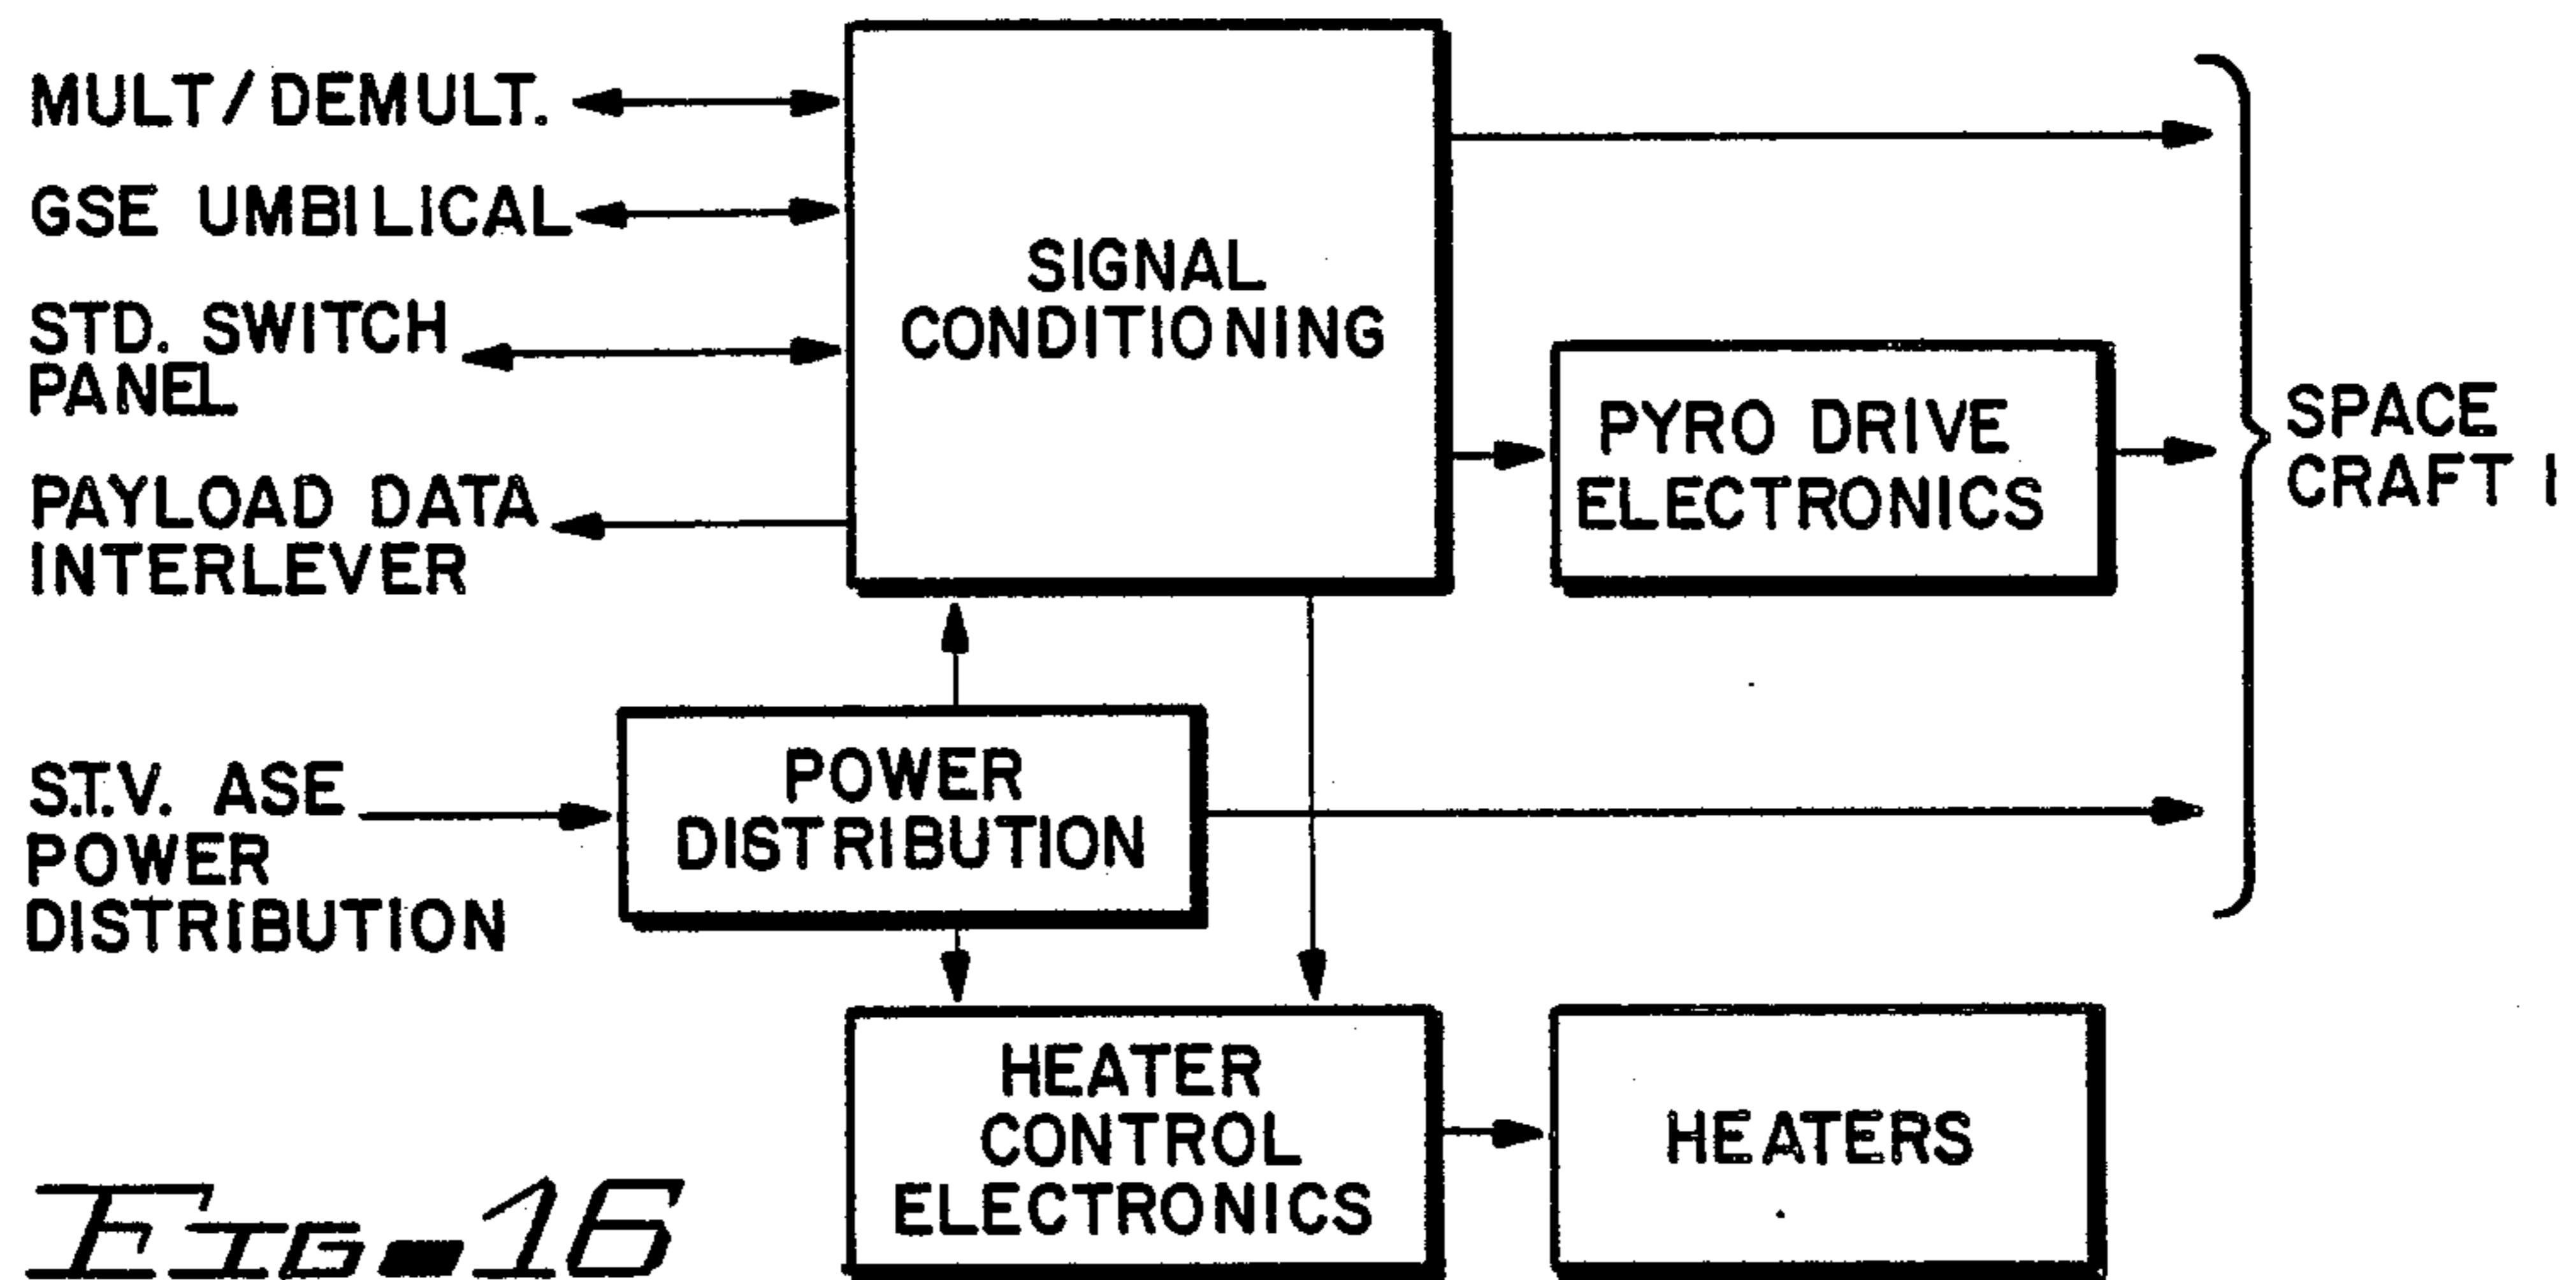 MULT/DEMULT.
GSE UMBILICAL
STD. SWITCH
PANEL
PAYLOAD DATA
INTERLEVER
S.T.V. ASE
POWER
DISTRIBUTION
SIGNAL
CONDITIONING
PYRO DRIVE
ELECTRONICS
SPACE
CRAFT 1
POWER
DISTRIBUTION
HEATER
CONTROL
ELECTRONICS
HEATERS
FIG-16